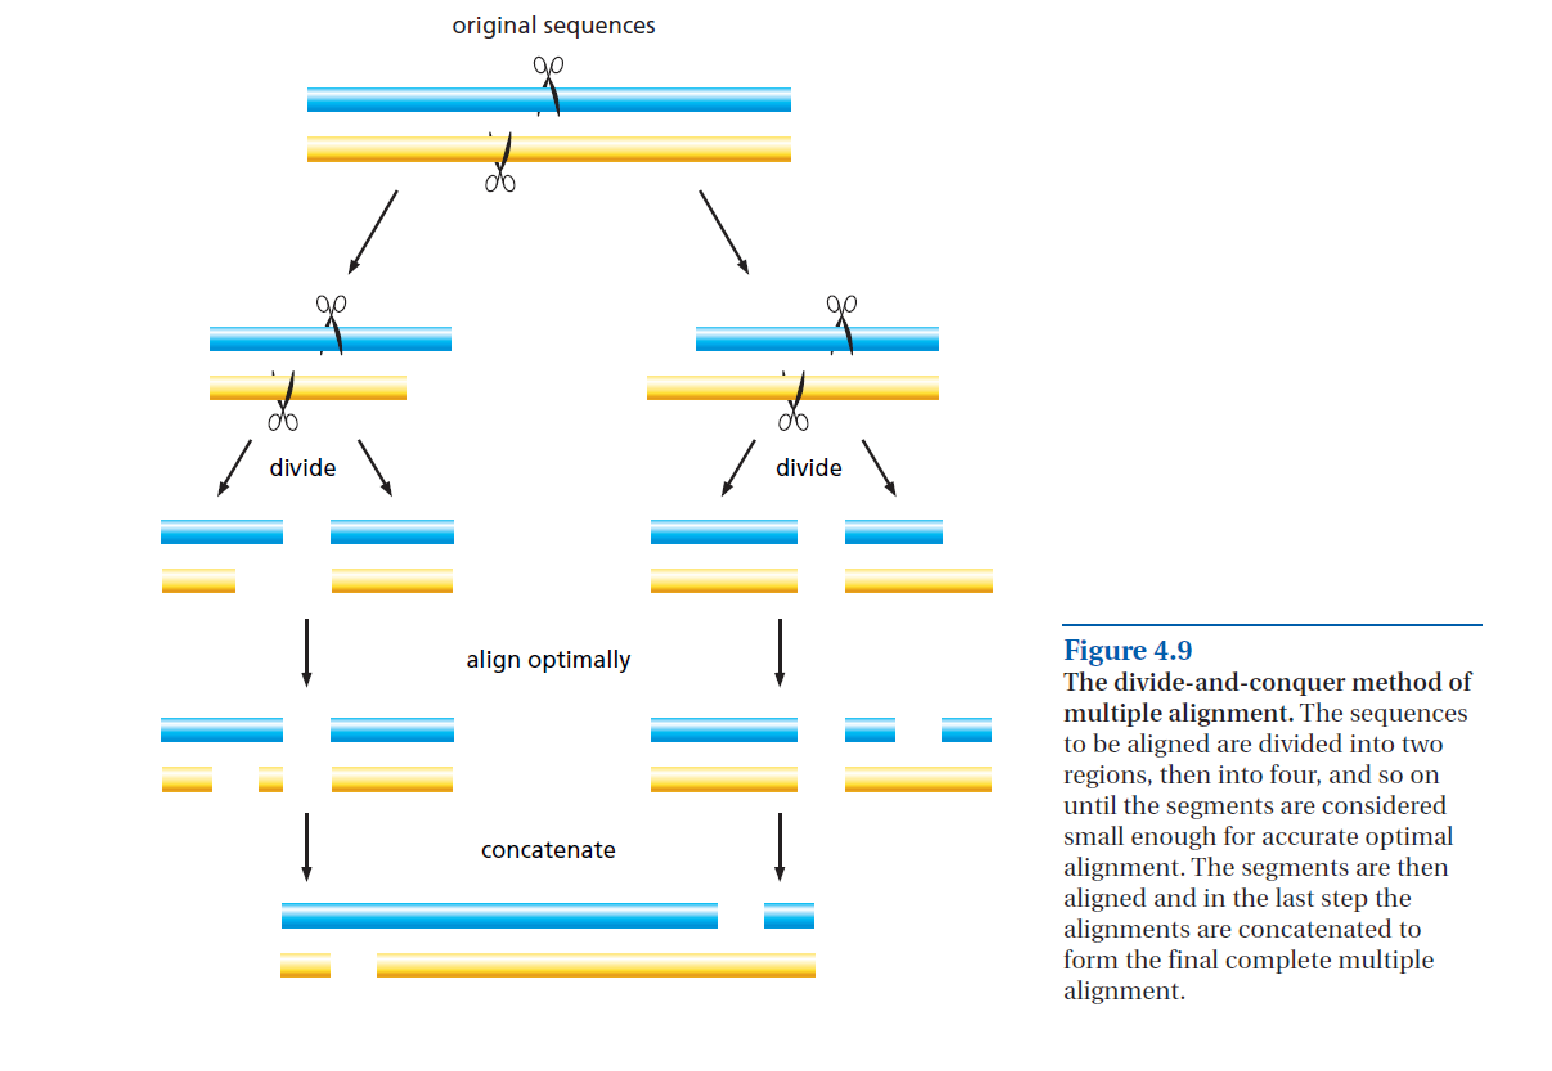 original sequences
divide
divide
align optimally
concatenate
Figure 4.9
The divide-and-conquer method of
multiple alignment. The sequences
to be aligned are divided into two
regions, then into four, and so on
until the segments are considered
small enough for accurate optimal
alignment. The segments are then
aligned and in the last step the
alignments are concatenated to
form the final complete multiple
alignment.